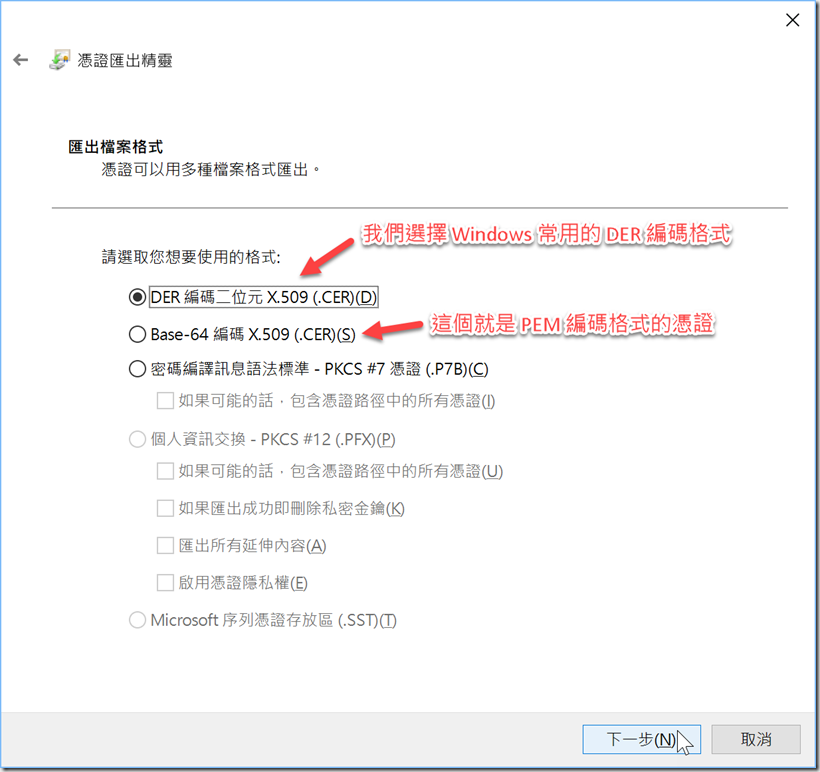 憑證匯出精靈
匯出檔案格式
憑證可以用多種檔案格式匯出。
我們選擇 Windows 常用的 DER 編碼格式
請選取您想要使用的格式:
DER 編碼二位元 X.509 (.CER)(D)
這個就是 PEM 編碼格式的憑證
Base-64 編碼 X.509 (.CER)(S)
密碼編譯訊息語法標準 - PKCS #7 憑證 (.P7B)(C)
如果可能的話，包含憑證路徑中的所有憑證(I)
個人資訊交換 - PKCS #12 (.PFX)(P)
如果可能的話，包含憑證路徑中的所有憑證(U)
如果匯出成功即刪除私密金鑰(K)
匯出所有延伸內容(A)
啟用憑證隱私權(E)
Microsoft 序列憑證存放區 (.SST)(T)
下一步(N)
取消